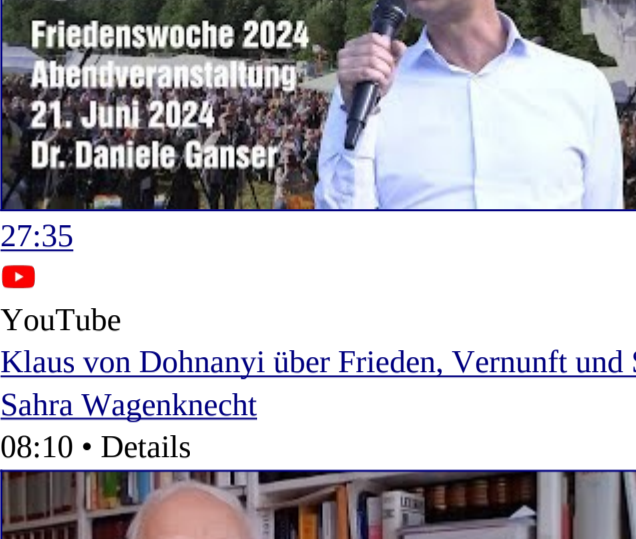 Friedenswoche 2024
Abendveranstaltung
21. Juni 2024
Dr. Daniele Ganser
27:35
YouTube
Klaus von Dohnanyi über Frieden, Vernunft und
Sahra Wagenknecht
08:10 • Details